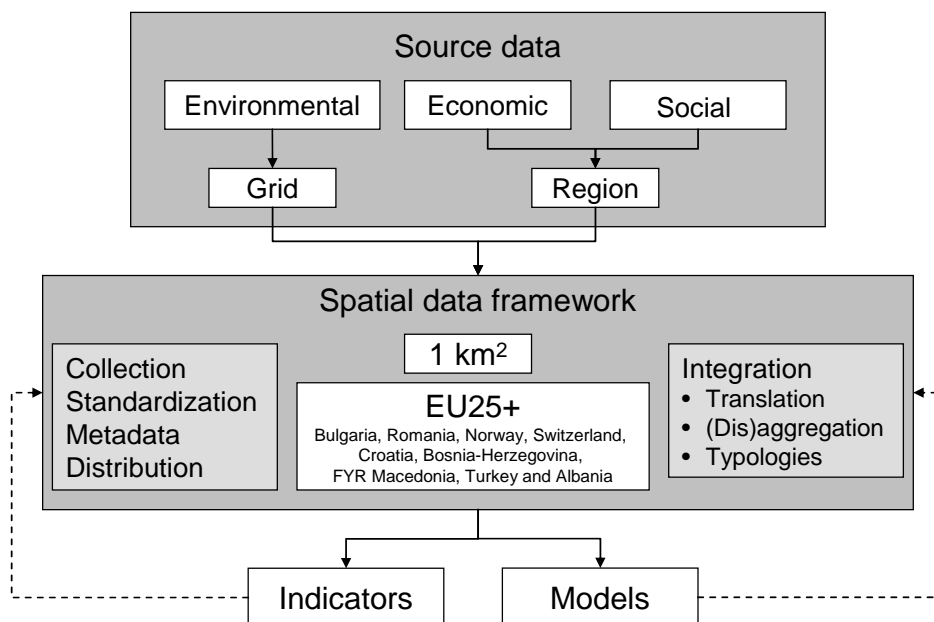 Source data
Environmental
Economic
Social
Grid
Region
Spatial data framework
1 km²
Collection
Standardization
Metadata
Distribution
EU25+
Bulgaria, Romania, Norway, Switzerland,
Croatia, Bosnia-Herzegovina,
FYR Macedonia, Turkey and Albania
Integration
• Translation
• (Dis)aggregation
• Typologies
Indicators
Models